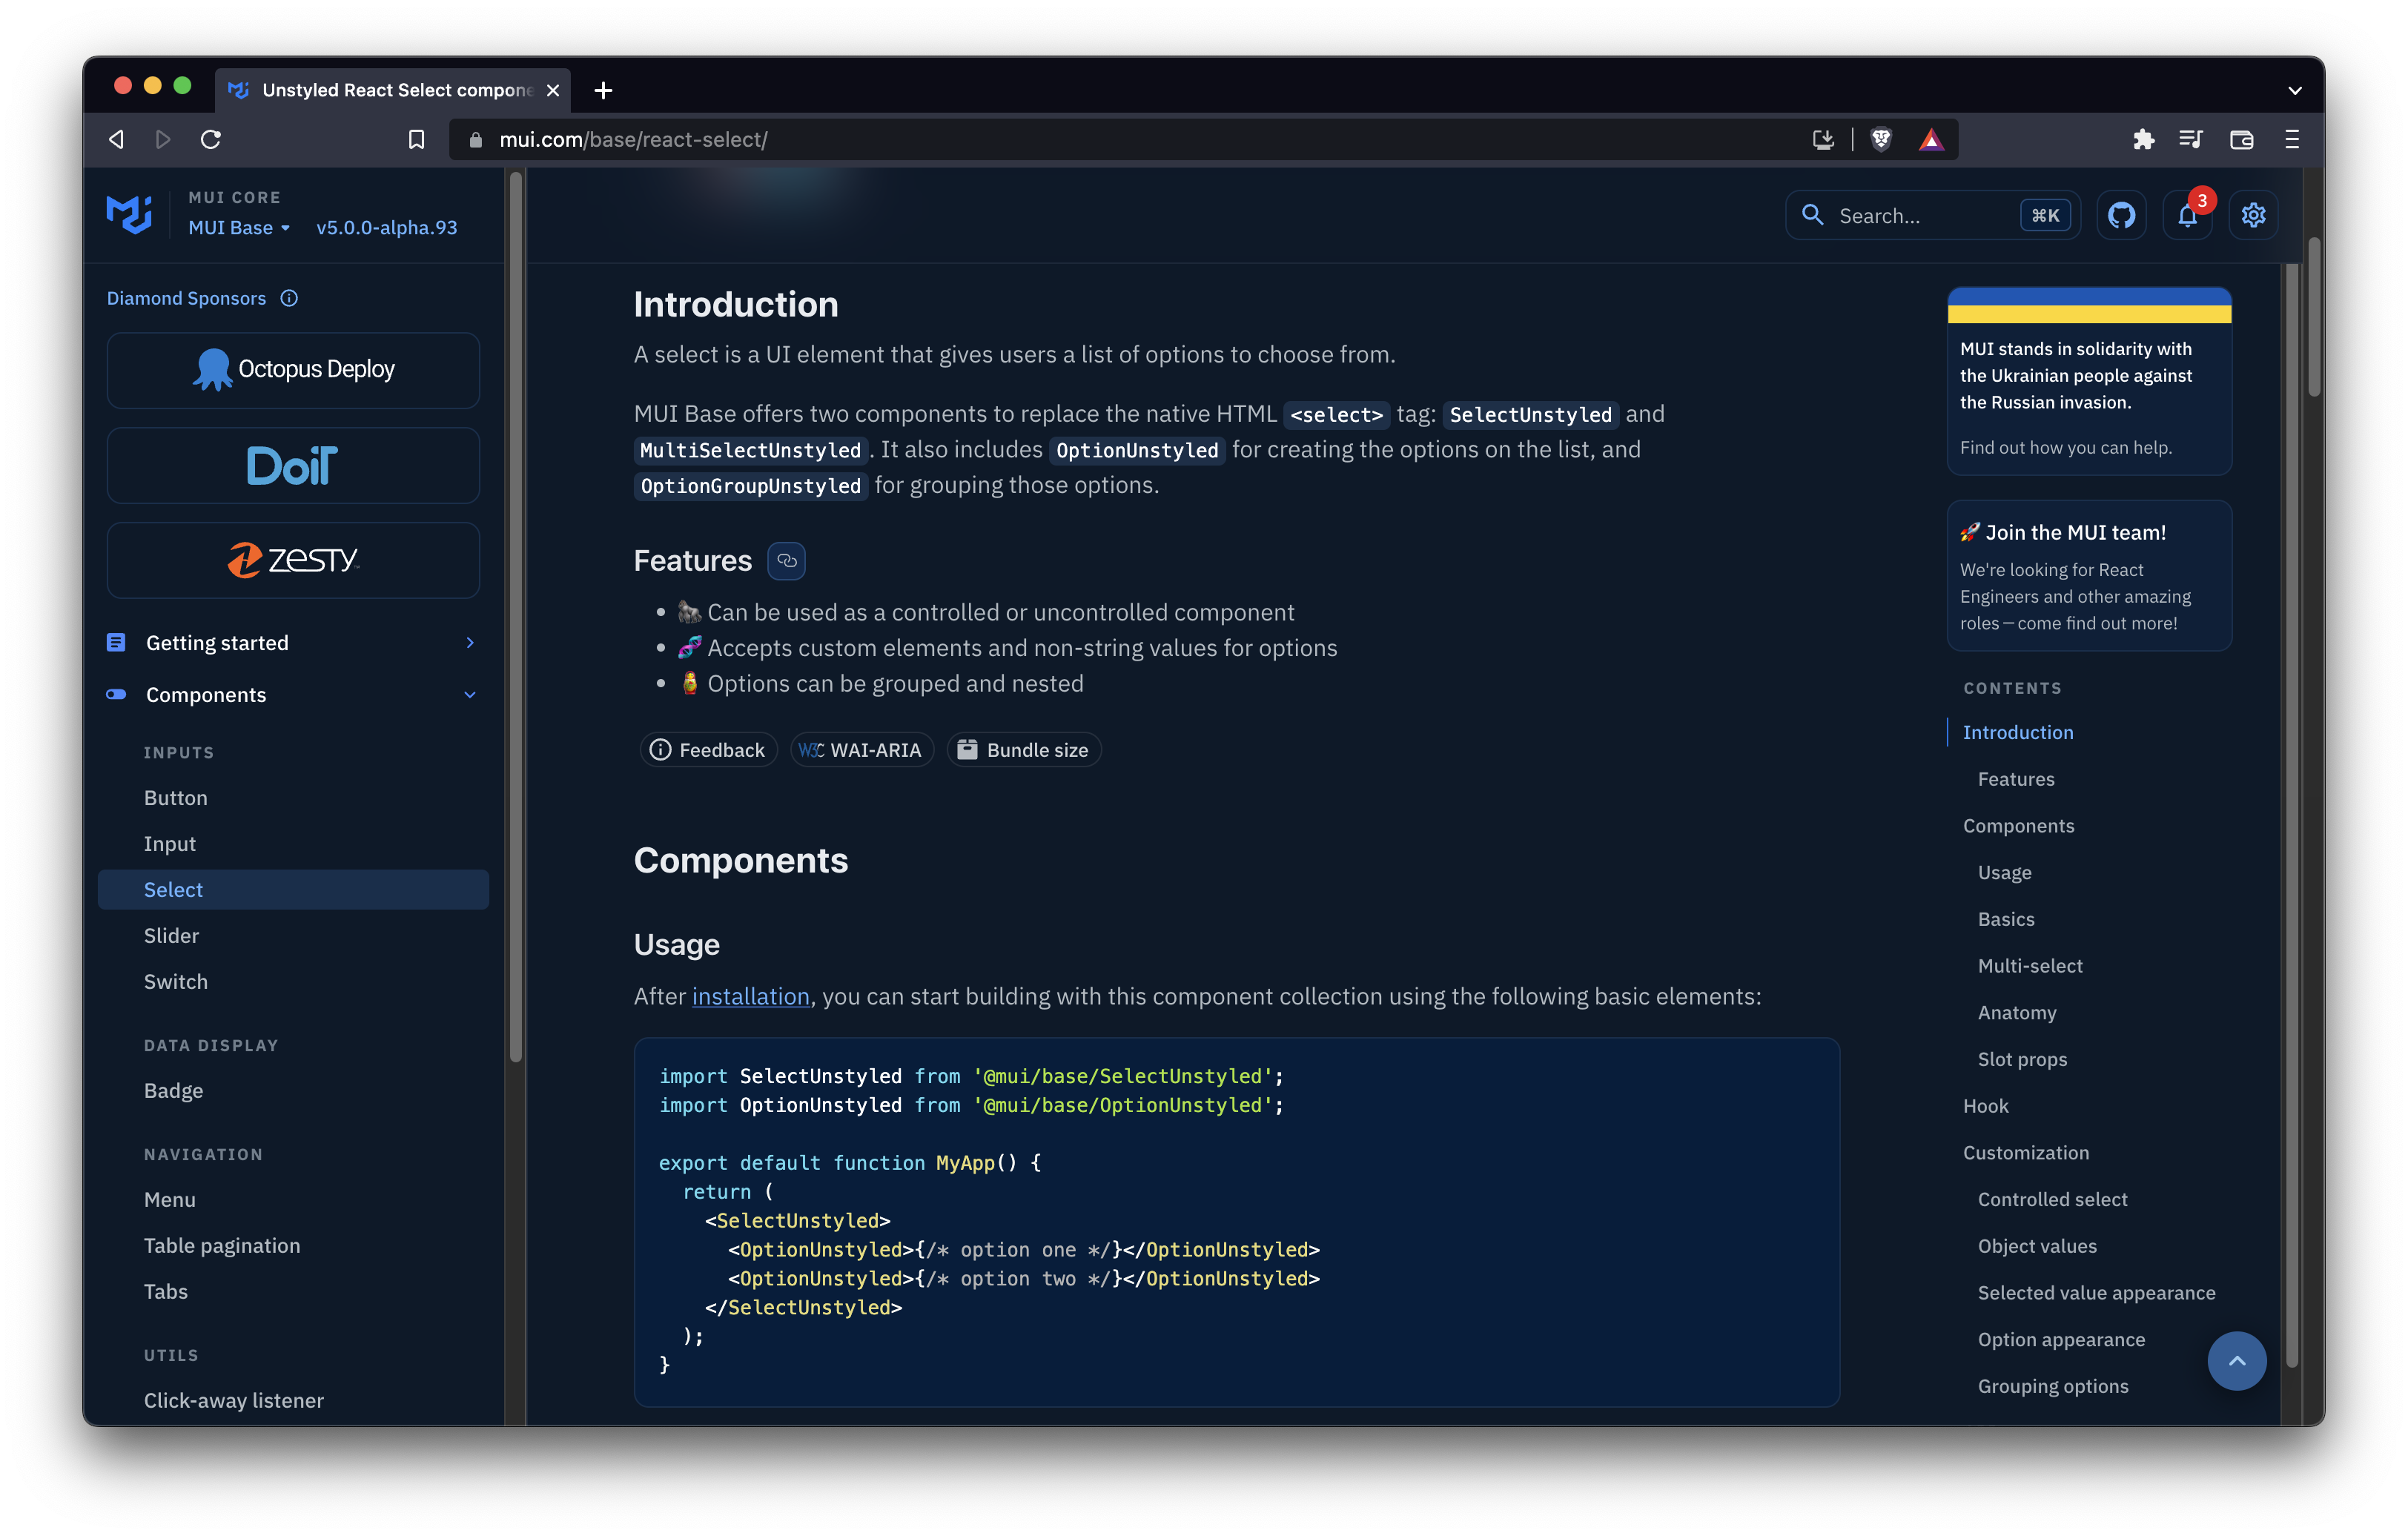 Unstyled React Select compone
mui.com/base/react-select/
MUI CORE
MUI Base v5.0.0-alpha.93
Search... ⌘K
3
Diamond Sponsors
Octopus Deploy
DoiT
ZESTY
Getting started
Components
INPUTS
Button
Input
Select
Slider
Switch
DATA DISPLAY
Badge
NAVIGATION
Menu
Table pagination
Tabs
UTILS
Click-away listener
Introduction
A select is a UI element that gives users a list of options to choose from.
MUI Base offers two components to replace the native HTML <select> tag: SelectUnstyled and
MultiSelectUnstyled. It also includes OptionUnstyled for creating the options on the list, and
OptionGroupUnstyled for grouping those options.
Features
• 🦍 Can be used as a controlled or uncontrolled component
• 🧬 Accepts custom elements and non-string values for options
• 🪆 Options can be grouped and nested
Feedback W3C WAI-ARIA Bundle size
Components
Usage
After installation, you can start building with this component collection using the following basic elements:
import SelectUnstyled from '@mui/base/SelectUnstyled';
import OptionUnstyled from '@mui/base/OptionUnstyled';
export default function MyApp() {
return (
<SelectUnstyled>
<OptionUnstyled>{/* option one */}</OptionUnstyled>
<OptionUnstyled>{/* option two */}</OptionUnstyled>
</SelectUnstyled>
);
}
MUI stands in solidarity with
the Ukrainian people against
the Russian invasion.
Find out how you can help.
🚀 Join the MUI team!
We're looking for React
Engineers and other amazing
roles — come find out more!
CONTENTS
Introduction
Features
Components
Usage
Basics
Multi-select
Anatomy
Slot props
Hook
Customization
Controlled select
Object values
Selected value appearance
Option appearance
Grouping options